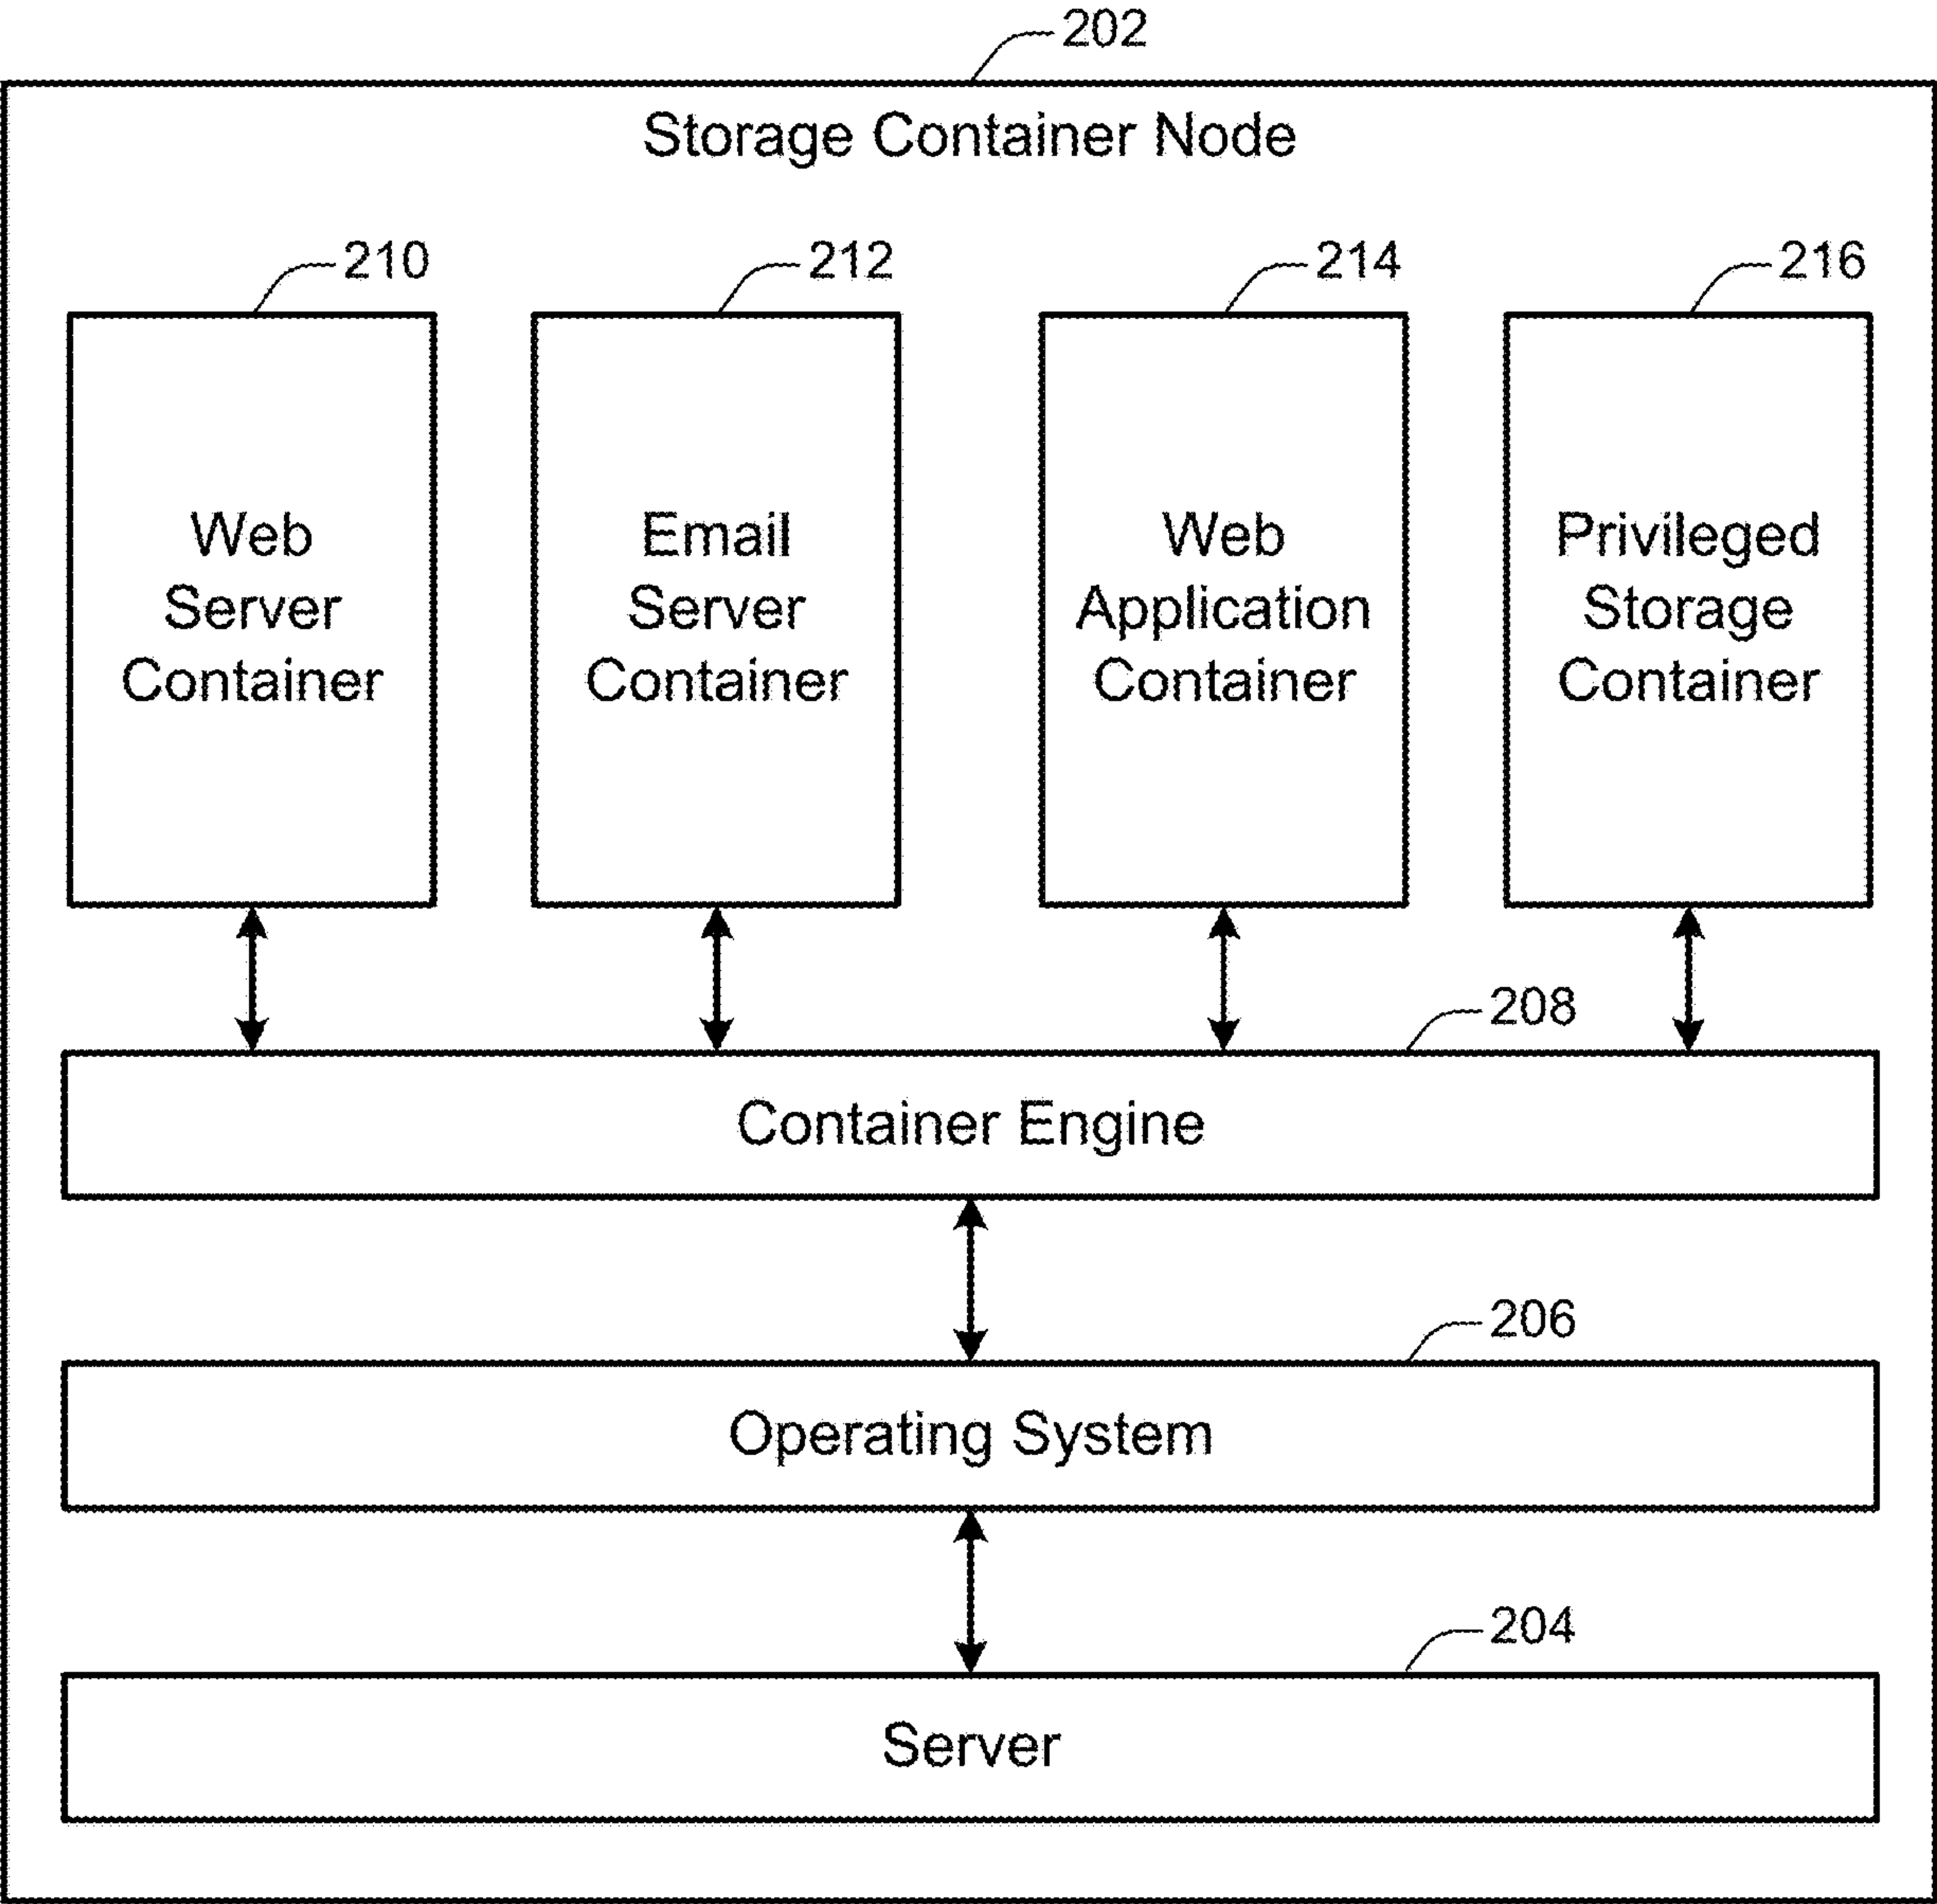 202
Storage Container Node
210
212
214
216
Web
Server
Container
Email
Server
Container
Web
Application
Container
Privileged
Storage
Container
208
Container Engine
206
Operating System
204
Server